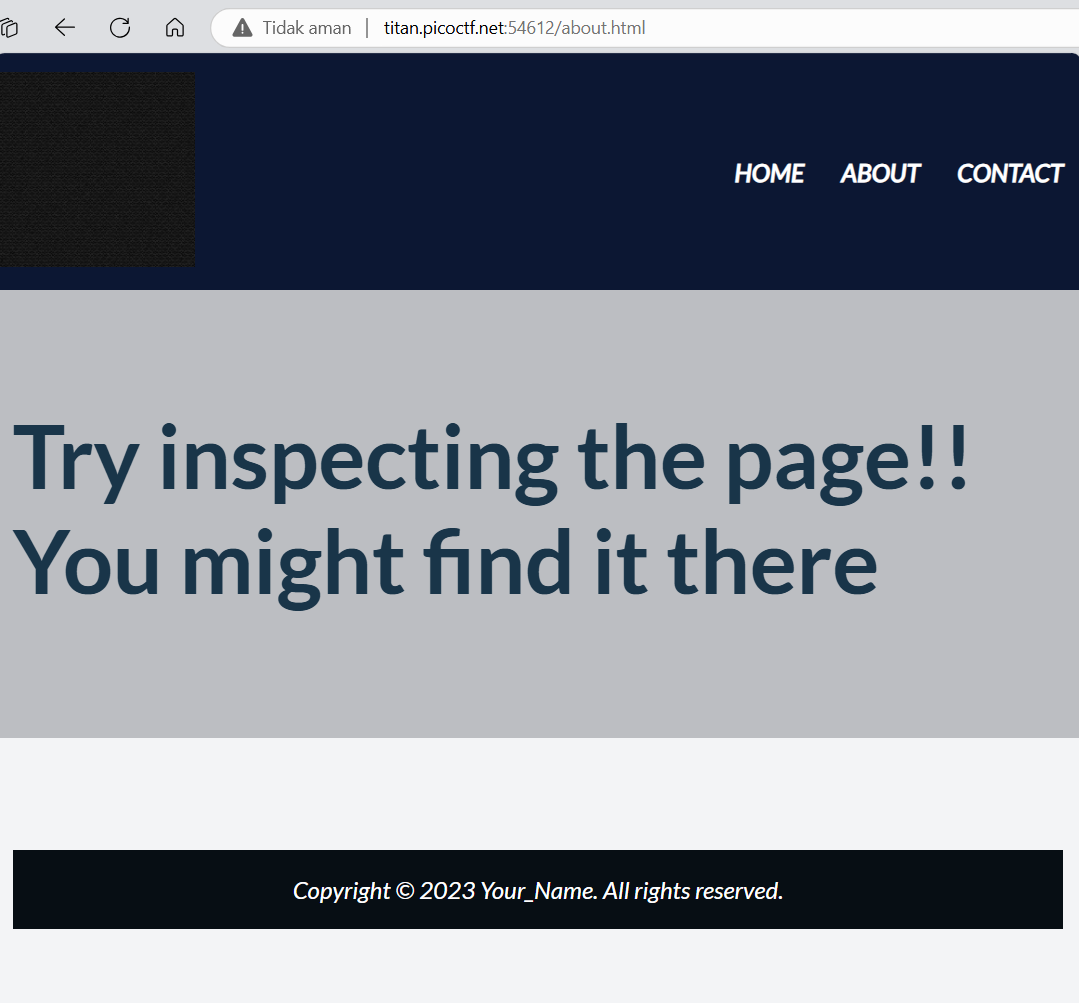 Tidak aman | titan.picoctf.net:54612/about.html
HOME ABOUT CONTACT
Try inspecting the page!!
You might find it there
Copyright © 2023 Your_Name. All rights reserved.